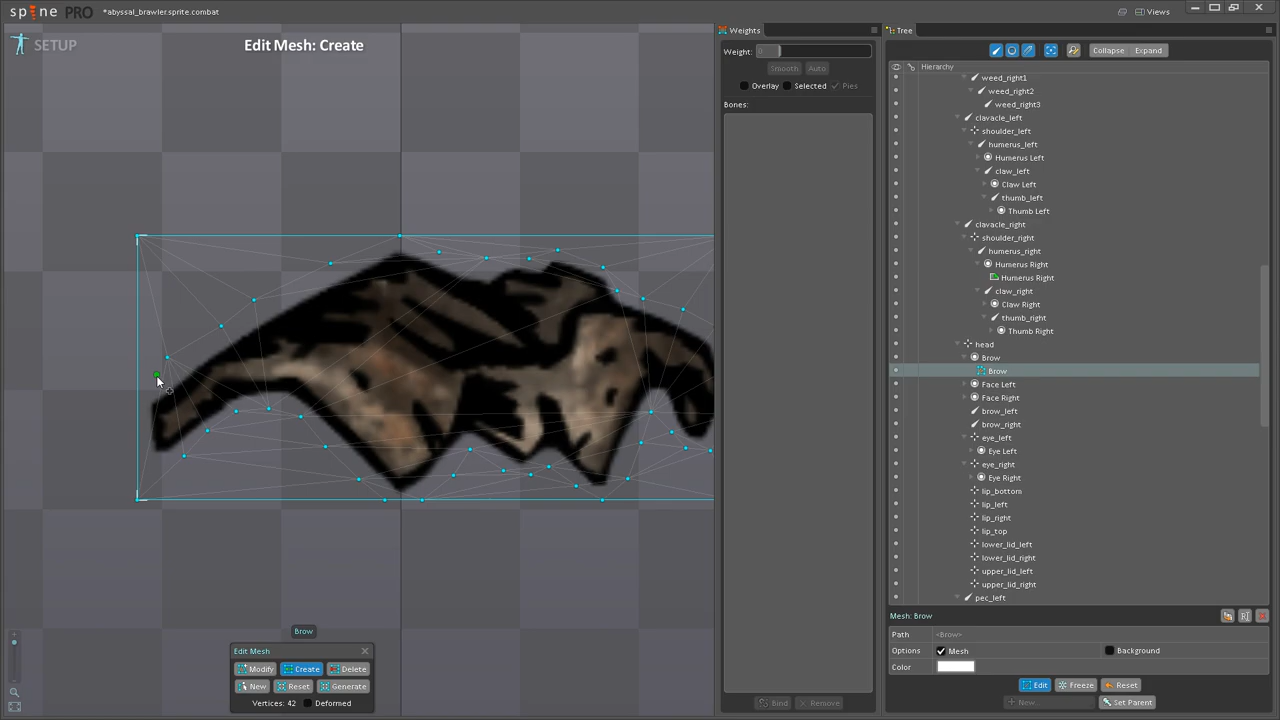 spine PRO *abyssal_brawler.sprite.combat Views
SETUP
Edit Mesh: Create
Weights
Weight: 0
Smooth Auto
Overlay Selected Pies
Bones:
Bind Remove
Tree
Collapse Expand
Hierarchy
weed_right1
weed_right2
weed_right3
clavacle_left
shoulder_left
humerus_left
Humerus Left
claw_left
Claw Left
thumb_left
Thumb Left
clavacle_right
shoulder_right
humerus_right
Humerus Right
Humerus Right
claw_right
Claw Right
thumb_right
Thumb Right
head
Brow
Brow
Face Left
Face Right
brow_left
brow_right
eye_left
Eye Left
eye_right
Eye Right
lip_bottom
lip_left
lip_right
lip_top
lower_lid_left
lower_lid_right
upper_lid_left
upper_lid_right
pec_left
Mesh: Brow
Path <Brow>
Options Mesh Background
Color
Edit Freeze Reset
New... Set Parent
Brow
Edit Mesh
Modify Create Delete
New Reset Generate
Vertices: 42 Deformed